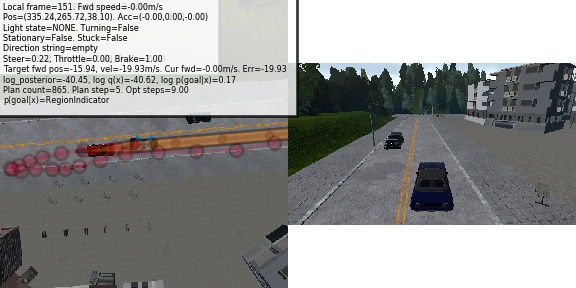 Local frame=151. Fwd speed=-0.00m/s
Pos=(335.24,265.72,38.10). Acc=(-0.00,0.00;-0.00)
Light state=NONE. Turning=False
Stationary=False. Stuck=False
Direction string=empty
Steer=0.22, Throttle=0.00, Brake=1.00
Target fwd pos=-15.94, vel=-19.93m/s. Cur fwd=-0.00m/s. Err=-19.93
log_posterior=-40.45, log q(x)=-40.62, log p(goal|x)=0.17
Plan count=865. Plan step=5. Opt steps=9.00
p(goal|x)=RegionIndicator